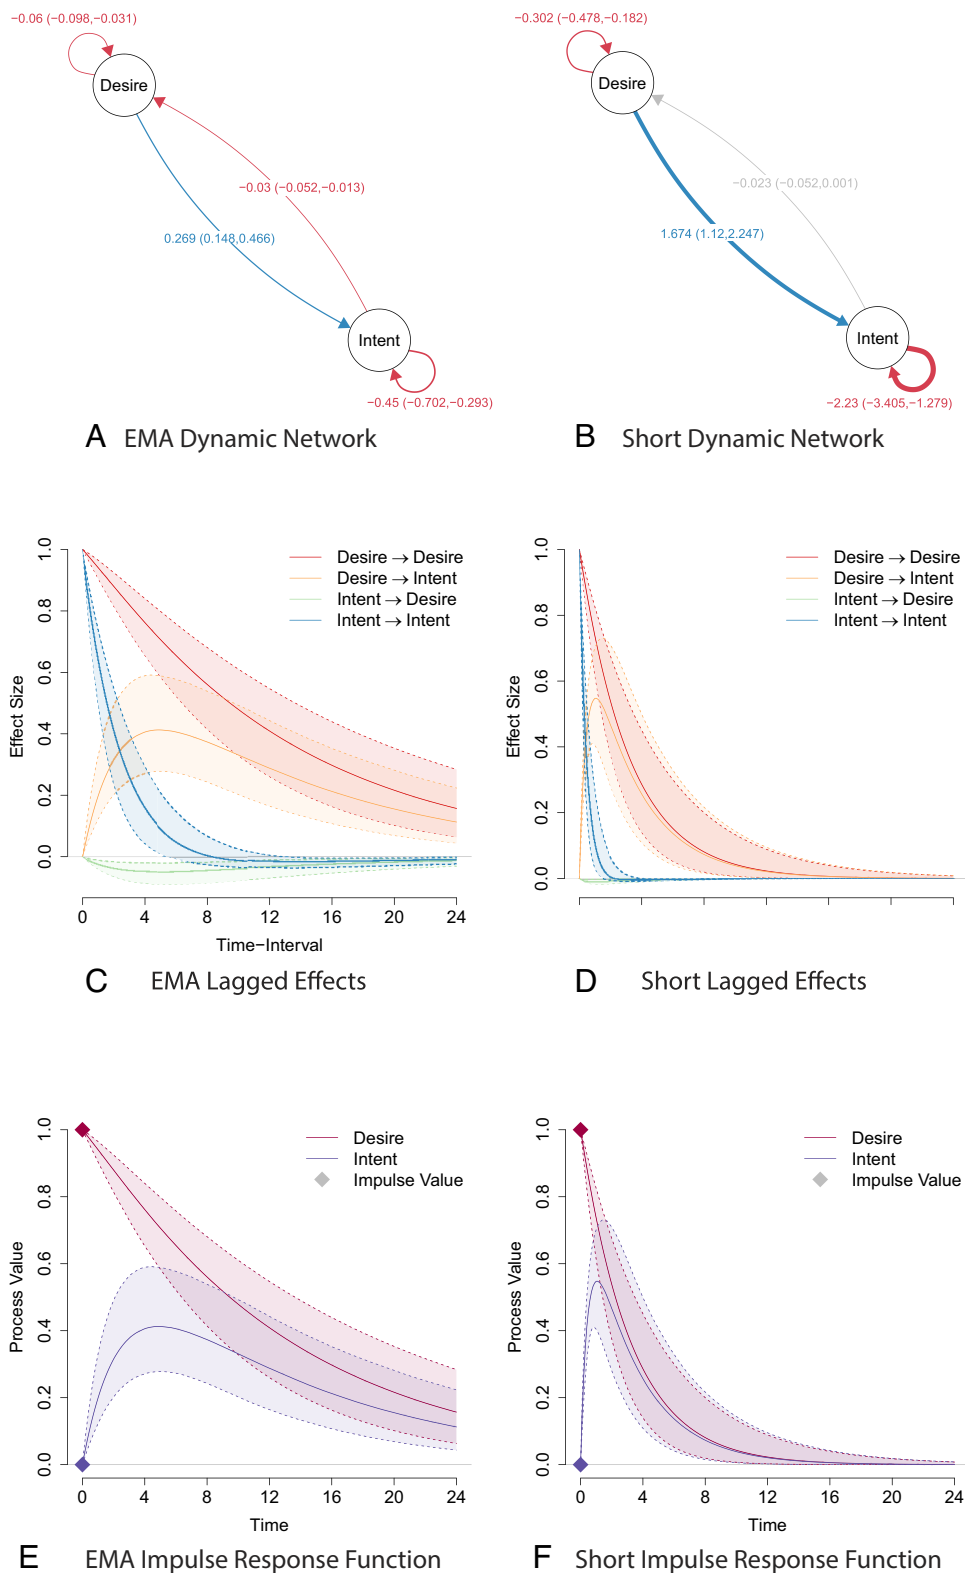 −0.06 (−0.098,−0.031)
Desire
−0.03 (−0.052,−0.013)
0.269 (0.148,0.466)
Intent
−0.45 (−0.702,−0.293)
A EMA Dynamic Network
−0.302 (−0.478,−0.182)
Desire
−0.023 (−0.052,0.001)
1.674 (1.12,2.247)
Intent
−2.23 (−3.405,−1.279)
B Short Dynamic Network
Effect Size
1.0
0.8
0.6
0.4
0.2
0.0
Desire → Desire
Desire → Intent
Intent → Desire
Intent → Intent
0 4 8 12 16 20 24
Time−Interval
C EMA Lagged Effects
Effect Size
1.0
0.8
0.6
0.4
0.2
0.0
Desire → Desire
Desire → Intent
Intent → Desire
Intent → Intent
D Short Lagged Effects
Process Value
1.0
0.8
0.6
0.4
0.2
0.0
Desire
Intent
Impulse Value
0 4 8 12 16 20 24
Time
E EMA Impulse Response Function
Process Value
1.0
0.8
0.6
0.4
0.2
0.0
Desire
Intent
Impulse Value
0 4 8 12 16 20 24
Time
F Short Impulse Response Function